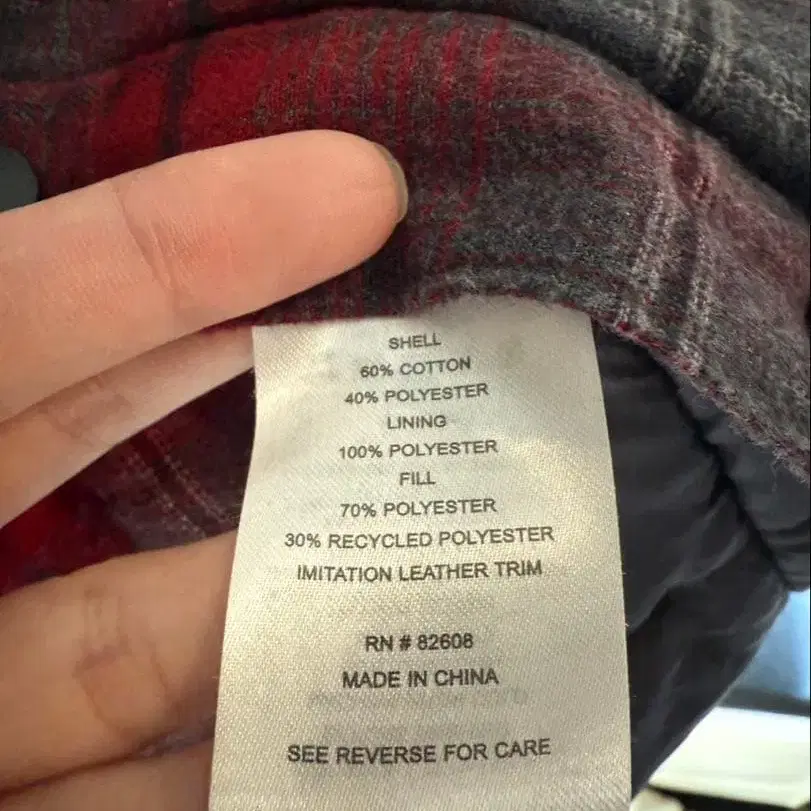 SHELL
60% COTTON
40% POLYESTER
LINING
100% POLYESTER
FILL
70% POLYESTER
30% RECYCLED POLYESTER
IMITATION LEATHER TRIM
RN # 82608
MADE IN CHINA
SEE REVERSE FOR CARE